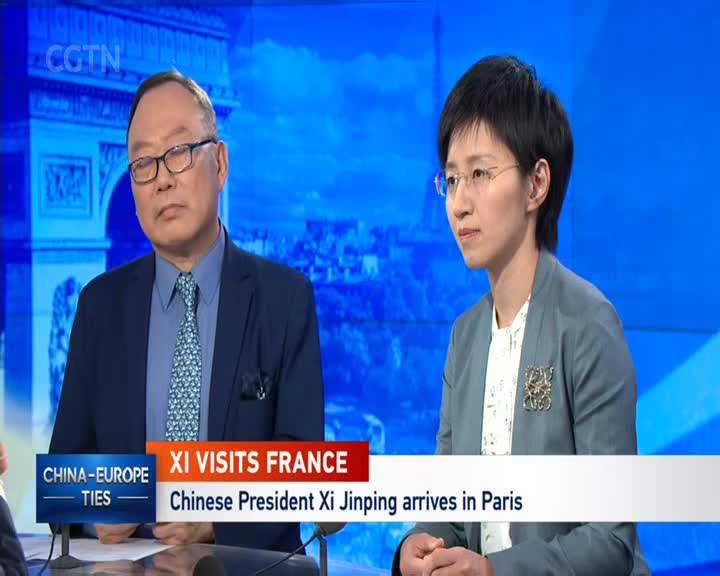 CGTN
XI VISITS FRANCE
CHINA-EUROPE
TIES
Chinese President Xi Jinping arrives in Paris